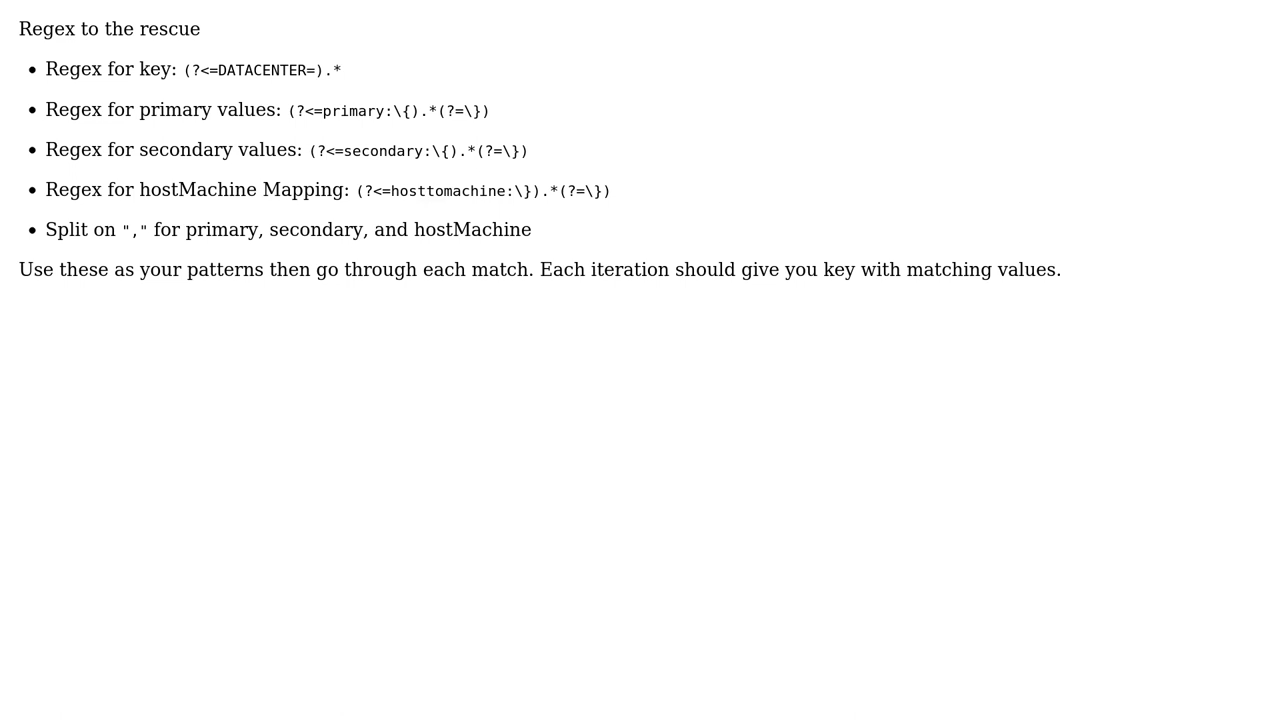 Regex to the rescue
• Regex for key: (?<=DATACENTER=).*
• Regex for primary values: (?<=primary:\{).*(?=\})
• Regex for secondary values: (?<=secondary:\{).*(?=\})
• Regex for hostMachine Mapping: (?<=hosttomachine:\}).*(?=\})
• Split on "," for primary, secondary, and hostMachine
Use these as your patterns then go through each match. Each iteration should give you key with matching values.